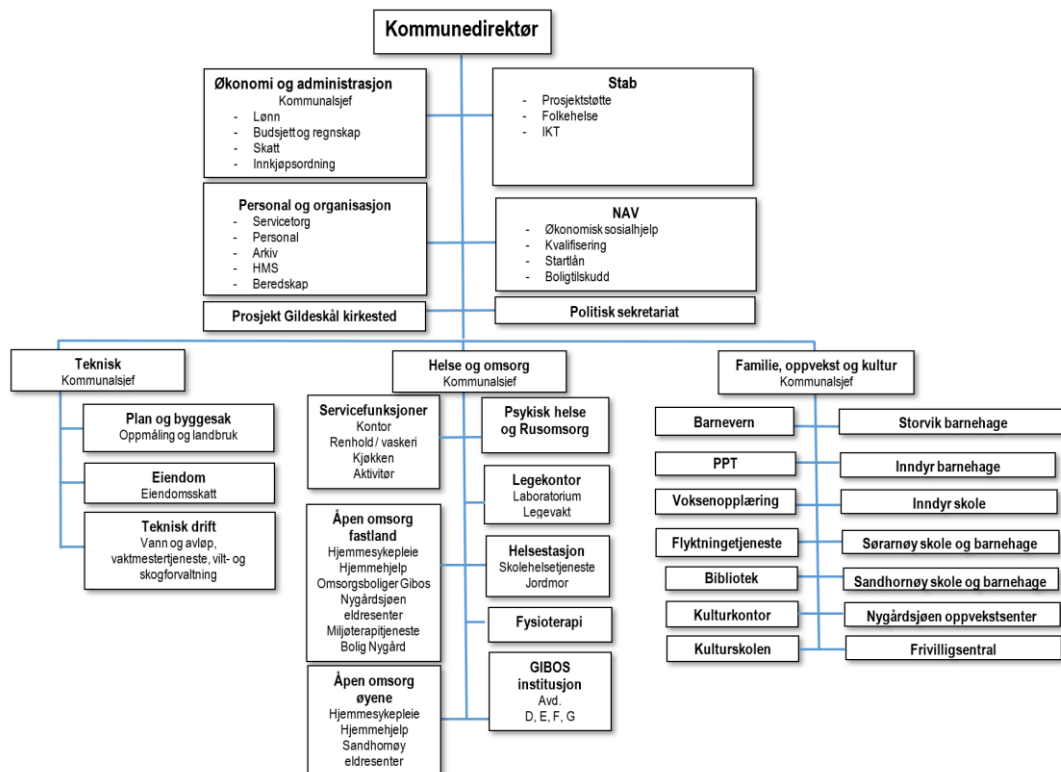 Kommunedirektør
Økonomi og administrasjon
Kommunalsjef
- Lønn
- Budsjett og regnskap
- Skatt
- Innkjøpsordning
Stab
- Prosjektstøtte
- Folkehelse
- IKT
Personal og organisasjon
- Servicetorg
- Personal
- Arkiv
- HMS
- Beredskap
NAV
- Økonomisk sosialhjelp
- Kvalifisering
- Startlån
- Boligtilskudd
Prosjekt Gildeskål kirkested
Politisk sekretariat
Teknisk
Kommunalsjef
Plan og byggesak
Oppmåling og landbruk
Eiendom
Eiendomsskatt
Teknisk drift
Vann og avløp,
vaktmestertjeneste, vilt- og
skogforvaltning
Helse og omsorg
Kommunalsjef
Servicefunksjoner
Kontor
Renhold / vaskeri
Kjøkken
Aktivitør
Psykisk helse
og Rusomsorg
Legekontor
Laboratorium
Legevakt
Åpen omsorg
fastland
Hjemmesykepleie
Hjemmehjelp
Omsorgsboliger Gibos
Nygårdsjøen
eldresenter
Miljøterapitjeneste
Bolig Nygård
Helsestasjon
Skolehelsetjeneste
Jordmor
Fysioterapi
Åpen omsorg
øyene
Hjemmesykepleie
Hjemmehjelp
Sandhornøy
eldresenter
GIBOS
institusjon
Avd.
D, E, F, G
Familie, oppvekst og kultur
Kommunalsjef
Barnevern
Storvik barnehage
PPT
Inndyr barnehage
Voksenopplæring
Inndyr skole
Flyktningetjeneste
Sørarnøy skole og barnehage
Bibliotek
Sandhornøy skole og barnehage
Kulturkontor
Nygårdsjøen oppvekstsenter
Kulturskolen
Frivilligsentral